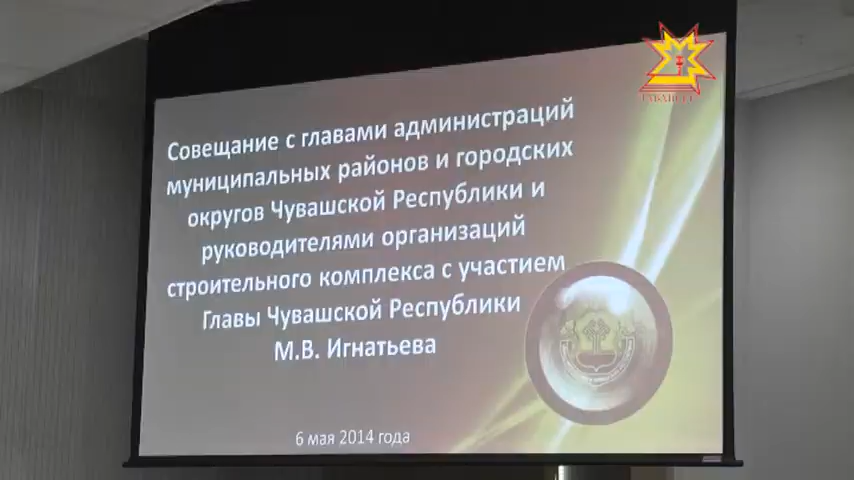 Совещание с главами администраций
муниципальных районов и городских
округов Чувашской Республики и
руководителями организаций
строительного комплекса с участием
Главы Чувашской Республики
М.В. Игнатьева
6 мая 2014 года